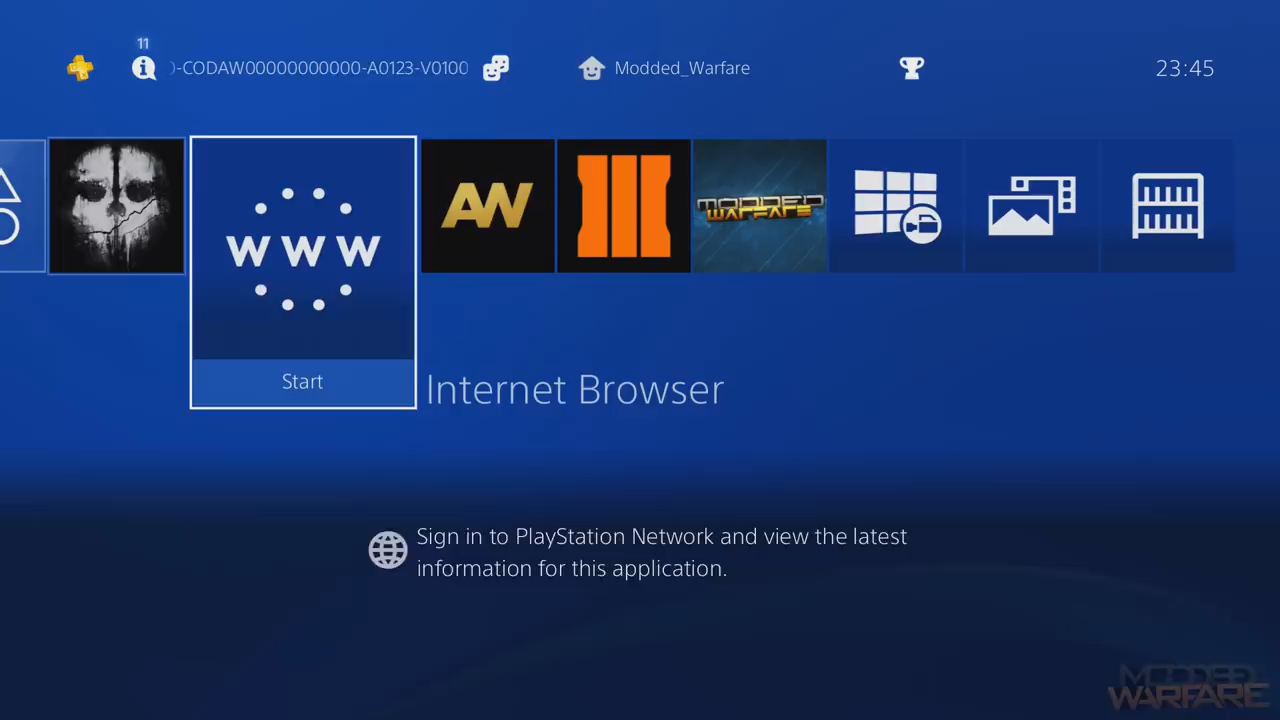 11
)-CODAW00000000000-A0123-V0100
Modded_Warfare
23:45
WWW
AW
III
MODDED
WARFARE
Start
Internet Browser
Sign in to PlayStation Network and view the latest
information for this application.
MODDED
WARFARE